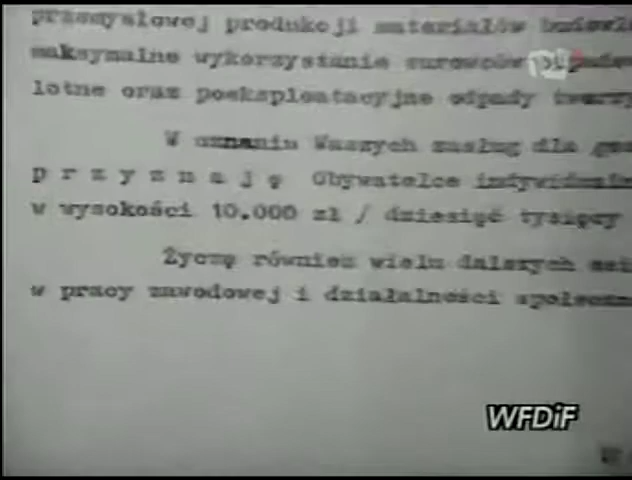 przemysłowej produkcji materiałów
maksymalne wykorzystanie surowców
lotne oraz poeksploatacyjne odpady
W uznaniu Waszych zasług dla
p r z y z n a j ę Obywatelce
w wysokości 10.000 zł / dziesięć tysięcy
Życzę również wielu dalszych
w pracy zawodowej i działalności
WFDiF